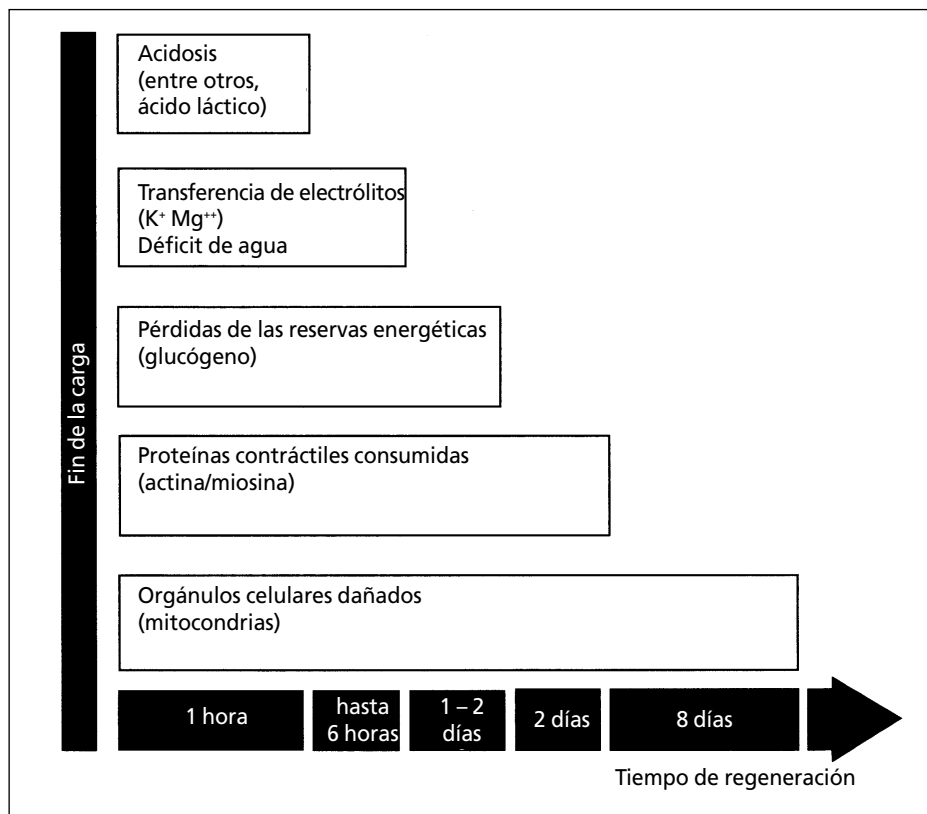 Acidosis
(entre otros,
ácido láctico)
Transferencia de electrólitos
(K⁺ Mg⁺⁺)
Déficit de agua
Pérdidas de las reservas energéticas
(glucógeno)
Proteínas contráctiles consumidas
(actina/miosina)
Orgánulos celulares dañados
(mitocondrias)
Fin de la carga
1 hora
hasta
6 horas
1 – 2
días
2 días
8 días
Tiempo de regeneración